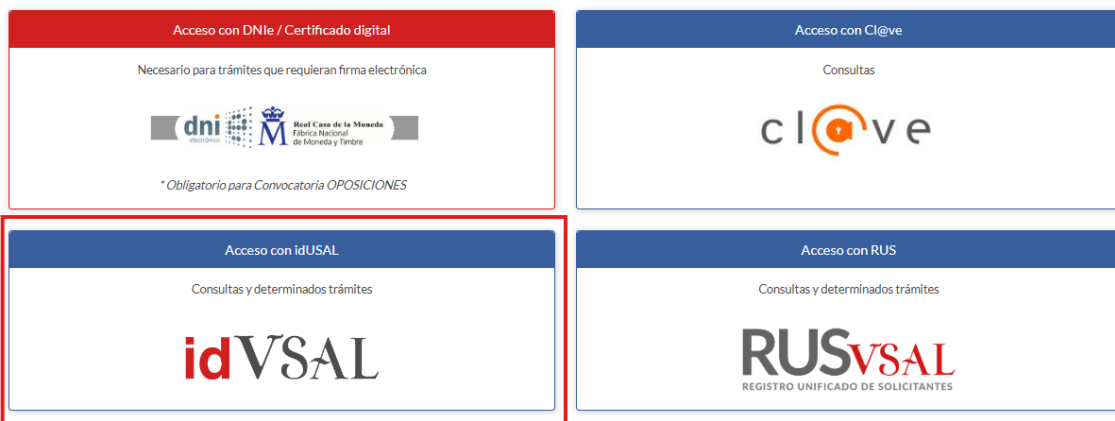 Acceso con DNIe / Certificado digital
Necesario para trámites que requieran firma electrónica
dni
electrónico
Real Casa de la Moneda
Fábrica Nacional
de Moneda y Timbre
* Obligatorio para Convocatoria OPOSICIONES
Acceso con Cl@ve
Consultas
cl@ve
Acceso con idUSAL
Consultas y determinados trámites
idVSAL
Acceso con RUS
Consultas y determinados trámites
RUSVSAL
REGISTRO UNIFICADO DE SOLICITANTES